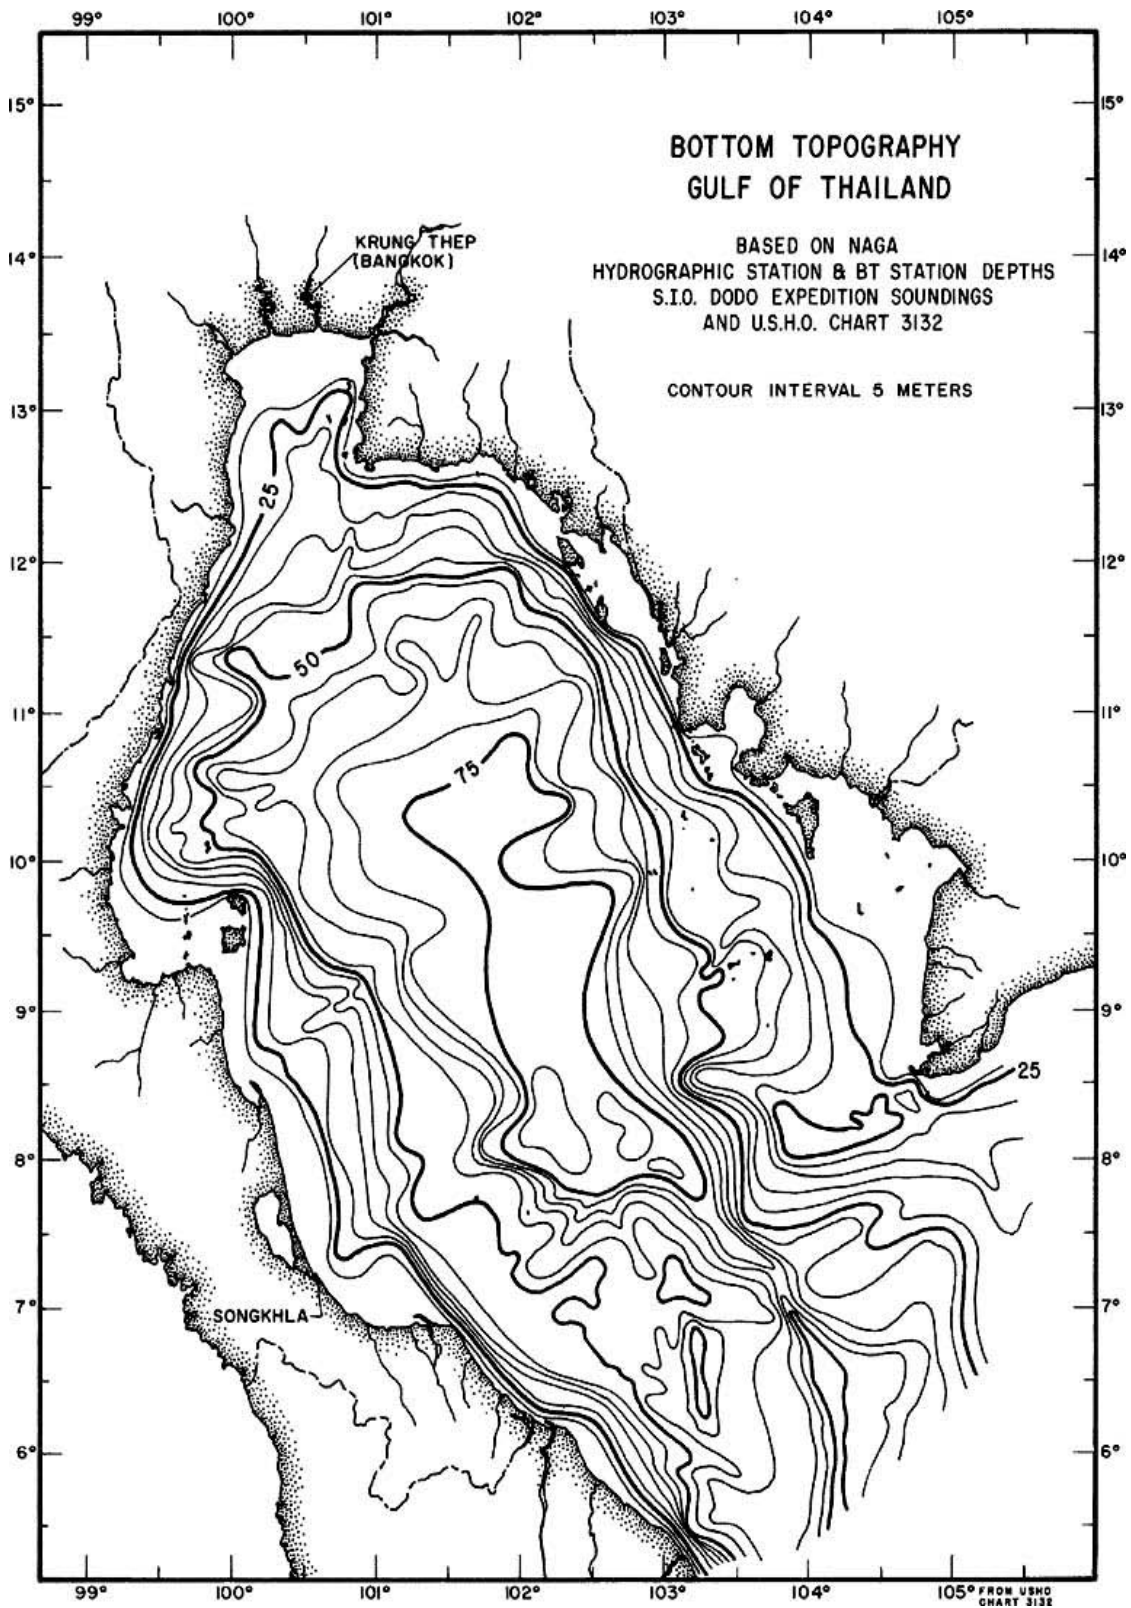 99° 100° 101° 102° 103° 104° 105°
15° 15°
BOTTOM TOPOGRAPHY
GULF OF THAILAND
KRUNG THEP
(BANGKOK)
BASED ON NAGA
14° 14°
HYDROGRAPHIC STATION & BT STATION DEPTHS
S.I.O. DODO EXPEDITION SOUNDINGS
AND U.S.H.O. CHART 3132
CONTOUR INTERVAL 5 METERS
13° 13°
25
12° 12°
50
11° 11°
75
10° 10°
9° 9°
25
8° 8°
7° 7°
SONGKHLA
6° 6°
99° 100° 101° 102° 103° 104° 105°
FROM USHO
CHART 3132